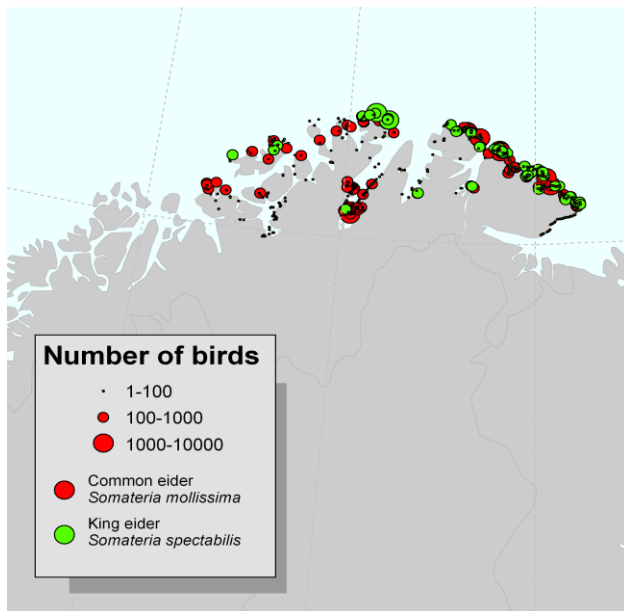 Number of birds
1-100
100-1000
1000-10000
Common eider
Somateria mollissima
King eider
Somateria spectabilis